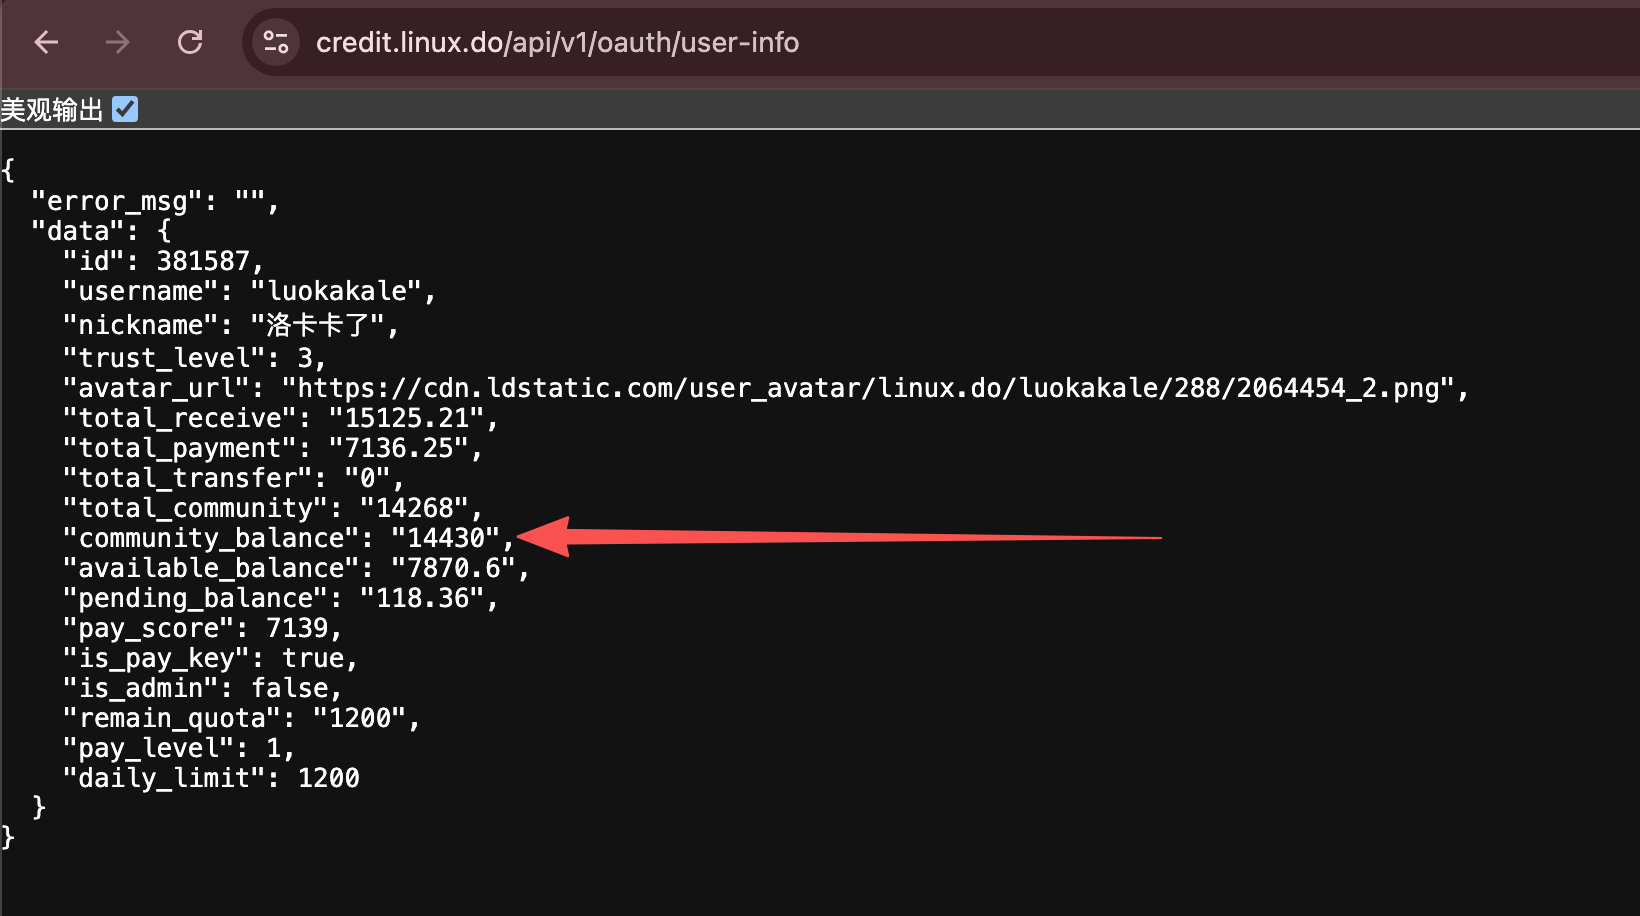 credit.linux.do/api/v1/oauth/user-info
美观输出
{
  "error_msg": "",
  "data": {
    "id": 381587,
    "username": "luokakale",
    "nickname": "洛卡卡了",
    "trust_level": 3,
    "avatar_url": "https://cdn.ldstatic.com/user_avatar/linux.do/luokakale/288/2064454_2.png",
    "total_receive": "15125.21",
    "total_payment": "7136.25",
    "total_transfer": "0",
    "total_community": "14268",
    "community_balance": "14430",
    "available_balance": "7870.6",
    "pending_balance": "118.36",
    "pay_score": 7139,
    "is_pay_key": true,
    "is_admin": false,
    "remain_quota": "1200",
    "pay_level": 1,
    "daily_limit": 1200
  }
}